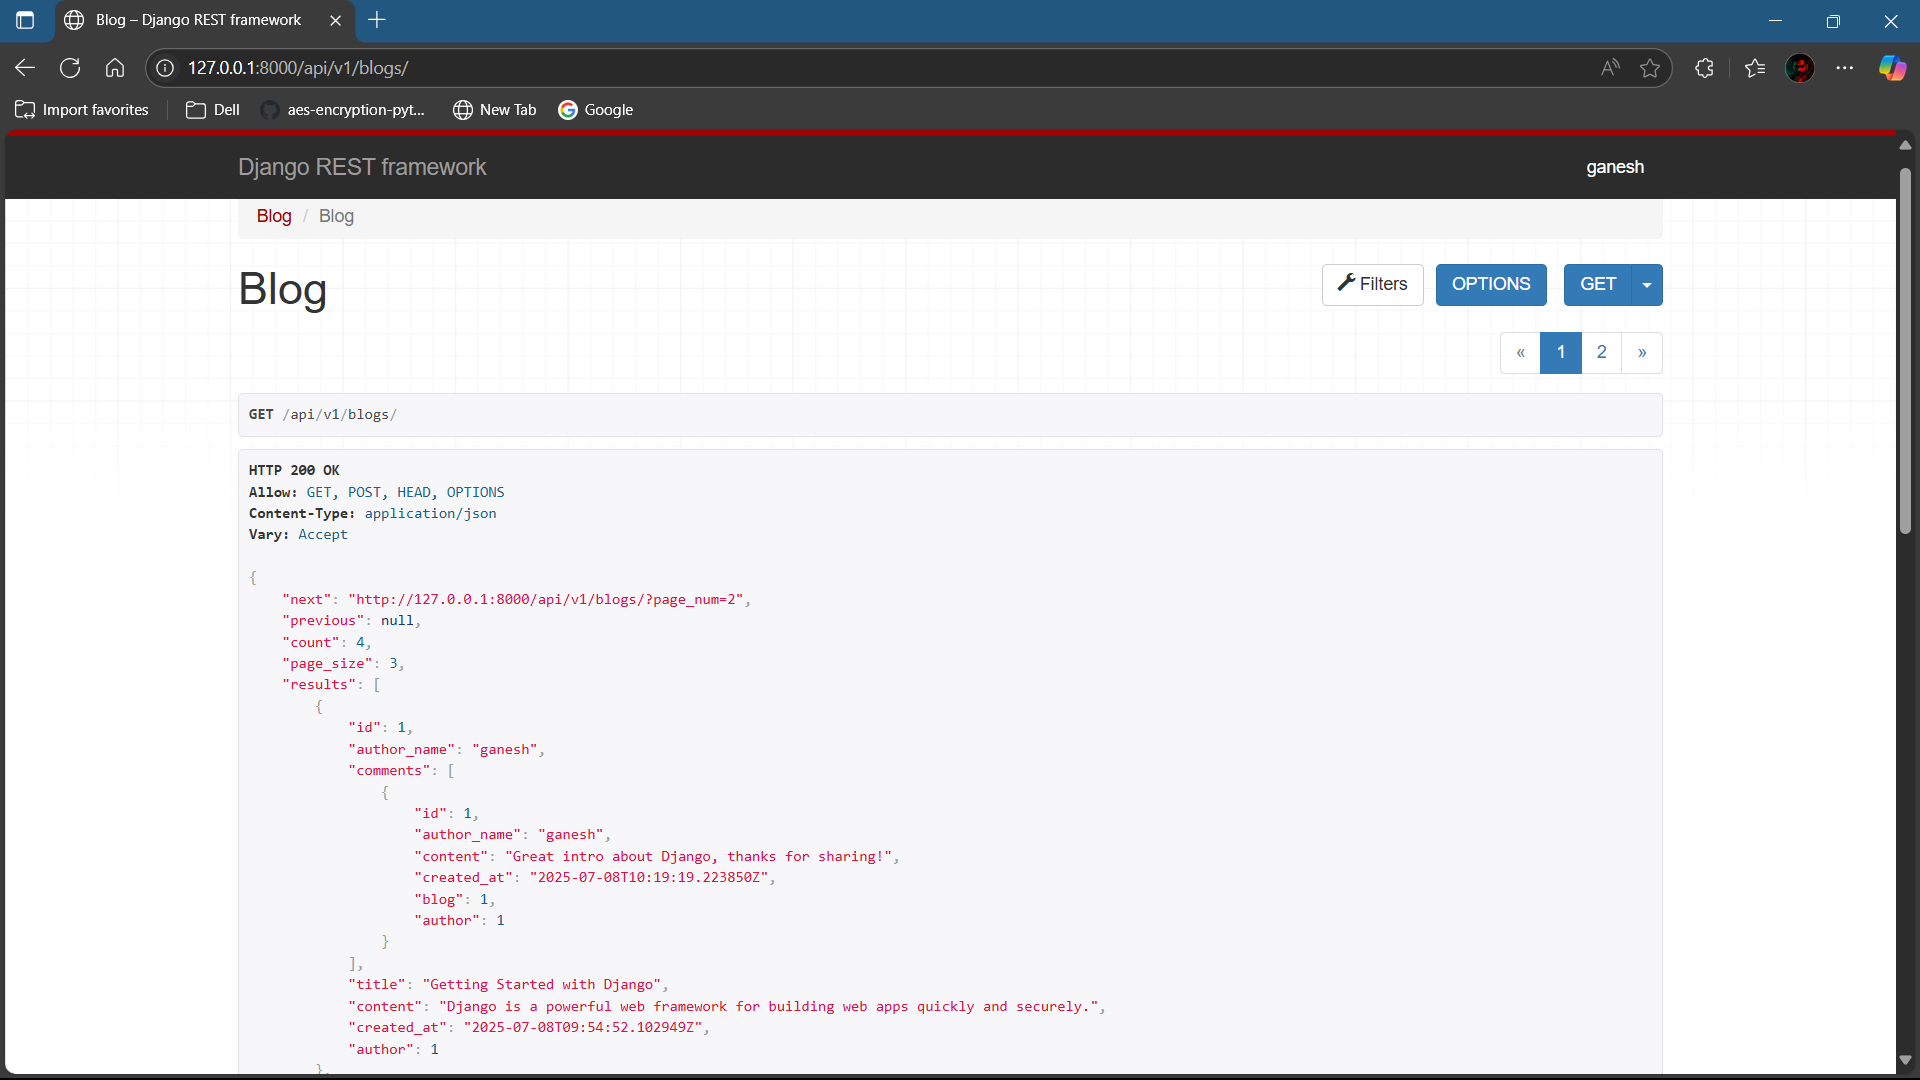 Blog – Django REST framework
127.0.0.1:8000/api/v1/blogs/
Import favorites
Dell
aes-encryption-pyt...
New Tab
Google
Django REST framework
ganesh
Blog / Blog
Blog
Filters
OPTIONS
GET
« 1 2 »
GET /api/v1/blogs/
HTTP 200 OK
Allow: GET, POST, HEAD, OPTIONS
Content-Type: application/json
Vary: Accept
{
    "next": "http://127.0.0.1:8000/api/v1/blogs/?page_num=2",
    "previous": null,
    "count": 4,
    "page_size": 3,
    "results": [
        {
            "id": 1,
            "author_name": "ganesh",
            "comments": [
                {
                    "id": 1,
                    "author_name": "ganesh",
                    "content": "Great intro about Django, thanks for sharing!",
                    "created_at": "2025-07-08T10:19:19.223850Z",
                    "blog": 1,
                    "author": 1
                }
            ],
            "title": "Getting Started with Django",
            "content": "Django is a powerful web framework for building web apps quickly and securely.",
            "created_at": "2025-07-08T09:54:52.102949Z",
            "author": 1
        },